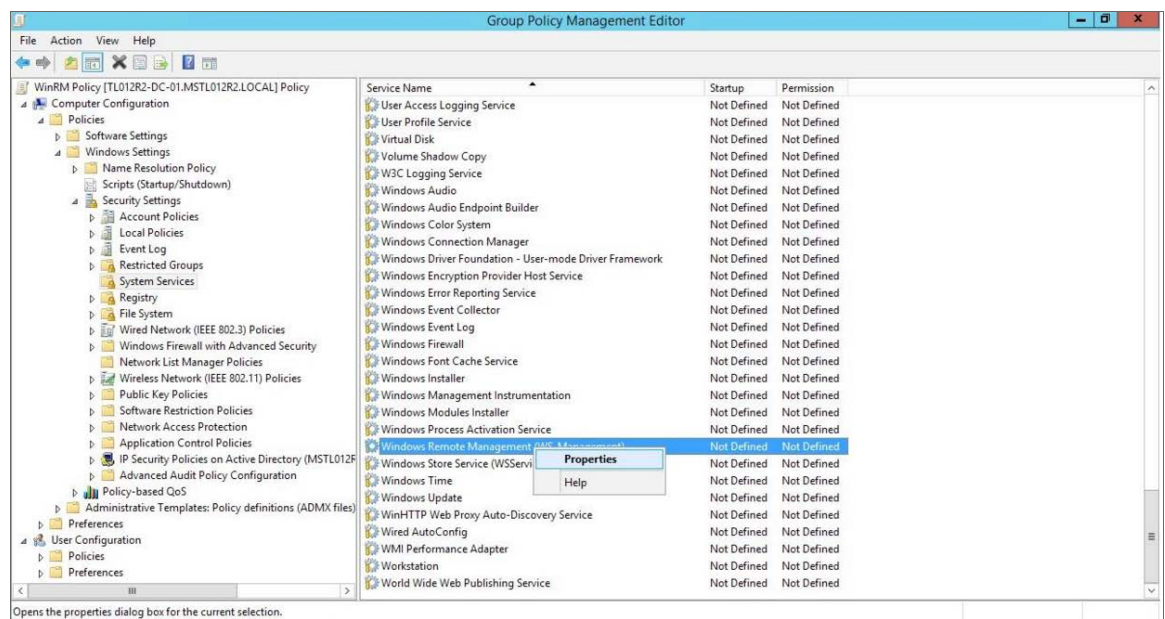 Group Policy Management Editor
File Action View Help
WinRM Policy [TL012R2-DC-01.MSTL012R2.LOCAL] Policy
Computer Configuration
Policies
Software Settings
Windows Settings
Name Resolution Policy
Scripts (Startup/Shutdown)
Security Settings
Account Policies
Local Policies
Event Log
Restricted Groups
System Services
Registry
File System
Wired Network (IEEE 802.3) Policies
Windows Firewall with Advanced Security
Network List Manager Policies
Wireless Network (IEEE 802.11) Policies
Public Key Policies
Software Restriction Policies
Network Access Protection
Application Control Policies
IP Security Policies on Active Directory (MSTL012R
Advanced Audit Policy Configuration
Policy-based QoS
Administrative Templates: Policy definitions (ADMX files)
Preferences
User Configuration
Policies
Preferences
Service Name Startup Permission
User Access Logging Service Not Defined Not Defined
User Profile Service Not Defined Not Defined
Virtual Disk Not Defined Not Defined
Volume Shadow Copy Not Defined Not Defined
W3C Logging Service Not Defined Not Defined
Windows Audio Not Defined Not Defined
Windows Audio Endpoint Builder Not Defined Not Defined
Windows Color System Not Defined Not Defined
Windows Connection Manager Not Defined Not Defined
Windows Driver Foundation - User-mode Driver Framework Not Defined Not Defined
Windows Encryption Provider Host Service Not Defined Not Defined
Windows Error Reporting Service Not Defined Not Defined
Windows Event Collector Not Defined Not Defined
Windows Event Log Not Defined Not Defined
Windows Firewall Not Defined Not Defined
Windows Font Cache Service Not Defined Not Defined
Windows Installer Not Defined Not Defined
Windows Management Instrumentation Not Defined Not Defined
Windows Modules Installer Not Defined Not Defined
Windows Process Activation Service Not Defined Not Defined
Windows Remote Management (WS-Management) Not Defined Not Defined
Properties
Windows Store Service (WSServi Not Defined Not Defined
Help
Windows Time Not Defined Not Defined
Windows Update Not Defined Not Defined
WinHTTP Web Proxy Auto-Discovery Service Not Defined Not Defined
Wired AutoConfig Not Defined Not Defined
WMI Performance Adapter Not Defined Not Defined
Workstation Not Defined Not Defined
World Wide Web Publishing Service Not Defined Not Defined
Opens the properties dialog box for the current selection.